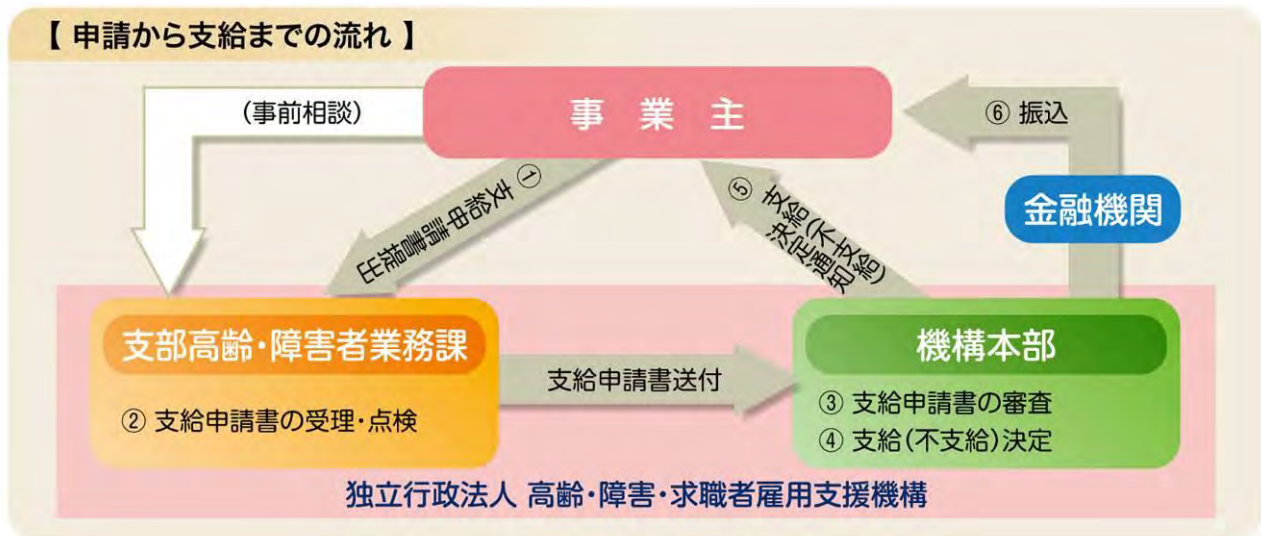 【 申請から支給までの流れ 】
(事前相談)
事 業 主
⑥ 振込
金融機関
① 支給申請書提出
⑤ 支給(不支給)
決定通知
支部高齢・障害者業務課
② 支給申請書の受理・点検
支給申請書送付
機構本部
③ 支給申請書の審査
④ 支給(不支給)決定
独立行政法人 高齢・障害・求職者雇用支援機構